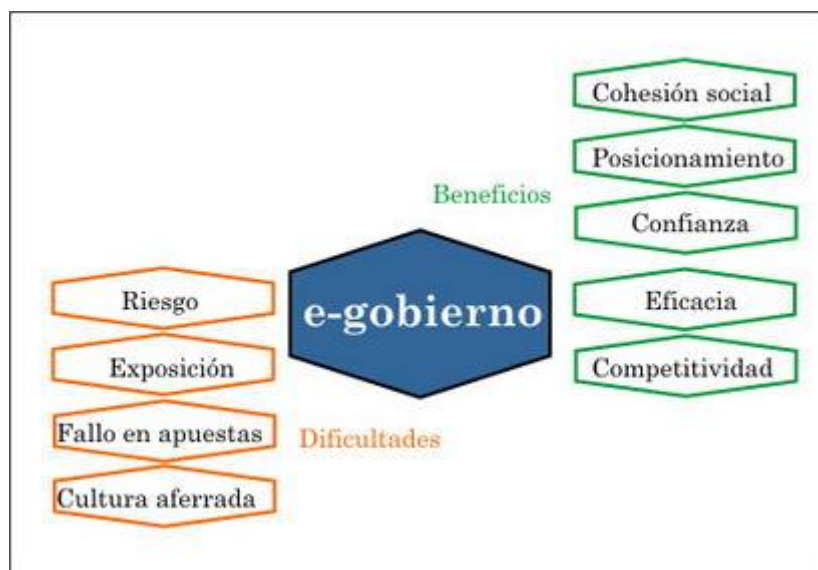 Cohesión social
Posicionamiento
Beneficios
Confianza
e-gobierno
Riesgo
Eficacia
Exposición
Competitividad
Fallo en apuestas
Dificultades
Cultura aferrada